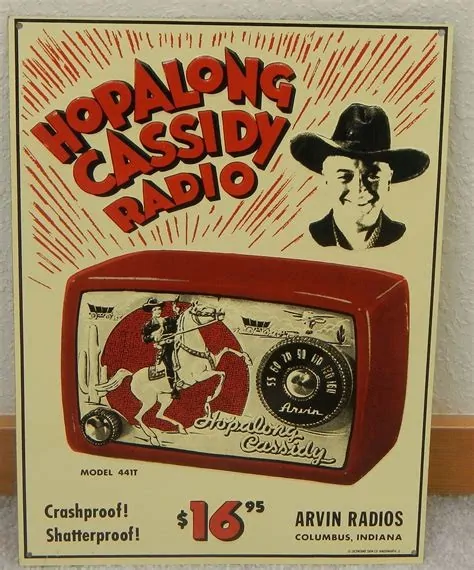 HOPALONG
CASSIDY
RADIO
55 60 70 90 110 130 160
Arvin
Hopalong
Cassidy
MODEL 441T
Crashproof!
Shatterproof!
$16 95
ARVIN RADIOS
COLUMBUS, INDIANA